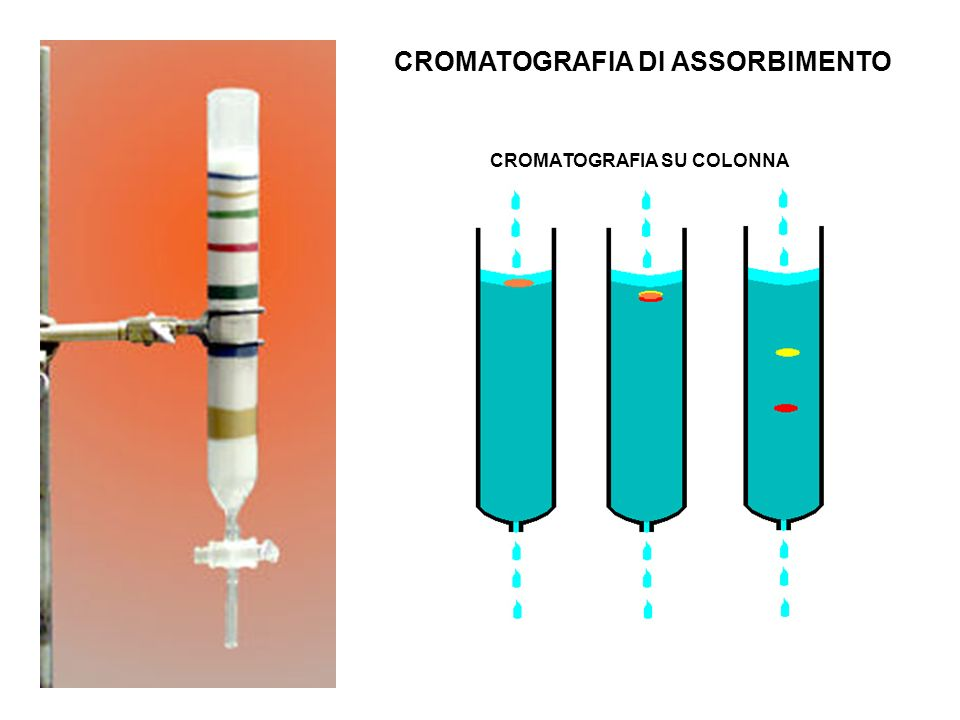 CROMATOGRAFIA DI ASSORBIMENTO
CROMATOGRAFIA SU COLONNA